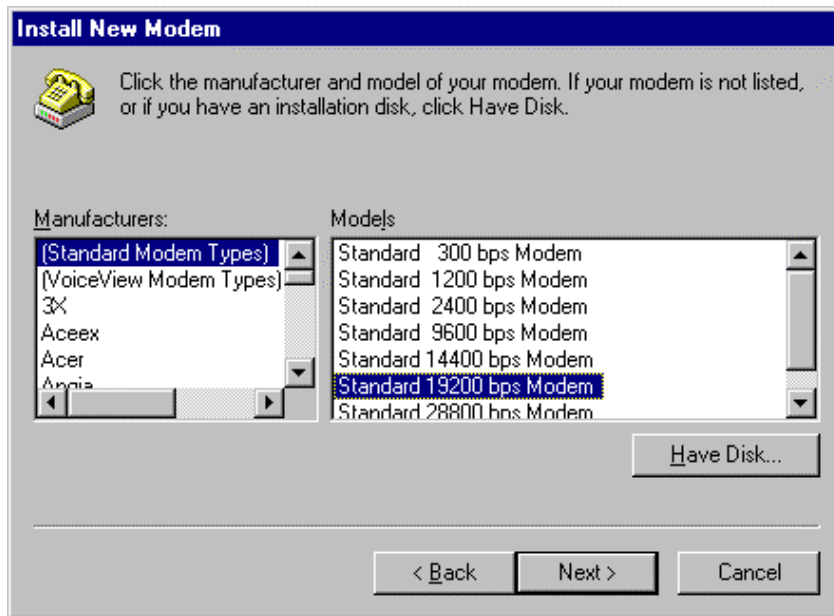 Install New Modem
Click the manufacturer and model of your modem. If your modem is not listed,
or if you have an installation disk, click Have Disk.
Manufacturers:
(Standard Modem Types)
(VoiceView Modem Types)
3X
Aceex
Acer
Angia
Models
Standard   300 bps Modem
Standard  1200 bps Modem
Standard  2400 bps Modem
Standard  9600 bps Modem
Standard 14400 bps Modem
Standard 19200 bps Modem
Standard 28800 bps Modem
Have Disk...
< Back
Next >
Cancel